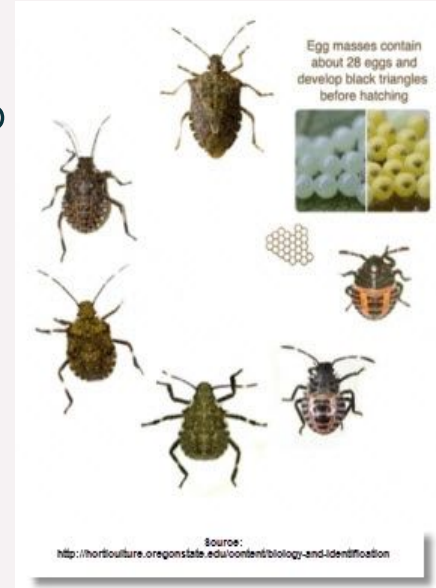 Egg masses contain
about 28 eggs and
develop black triangles
before hatching
Source:
http://horticulture.oregonstate.edu/content/biology-and-identification